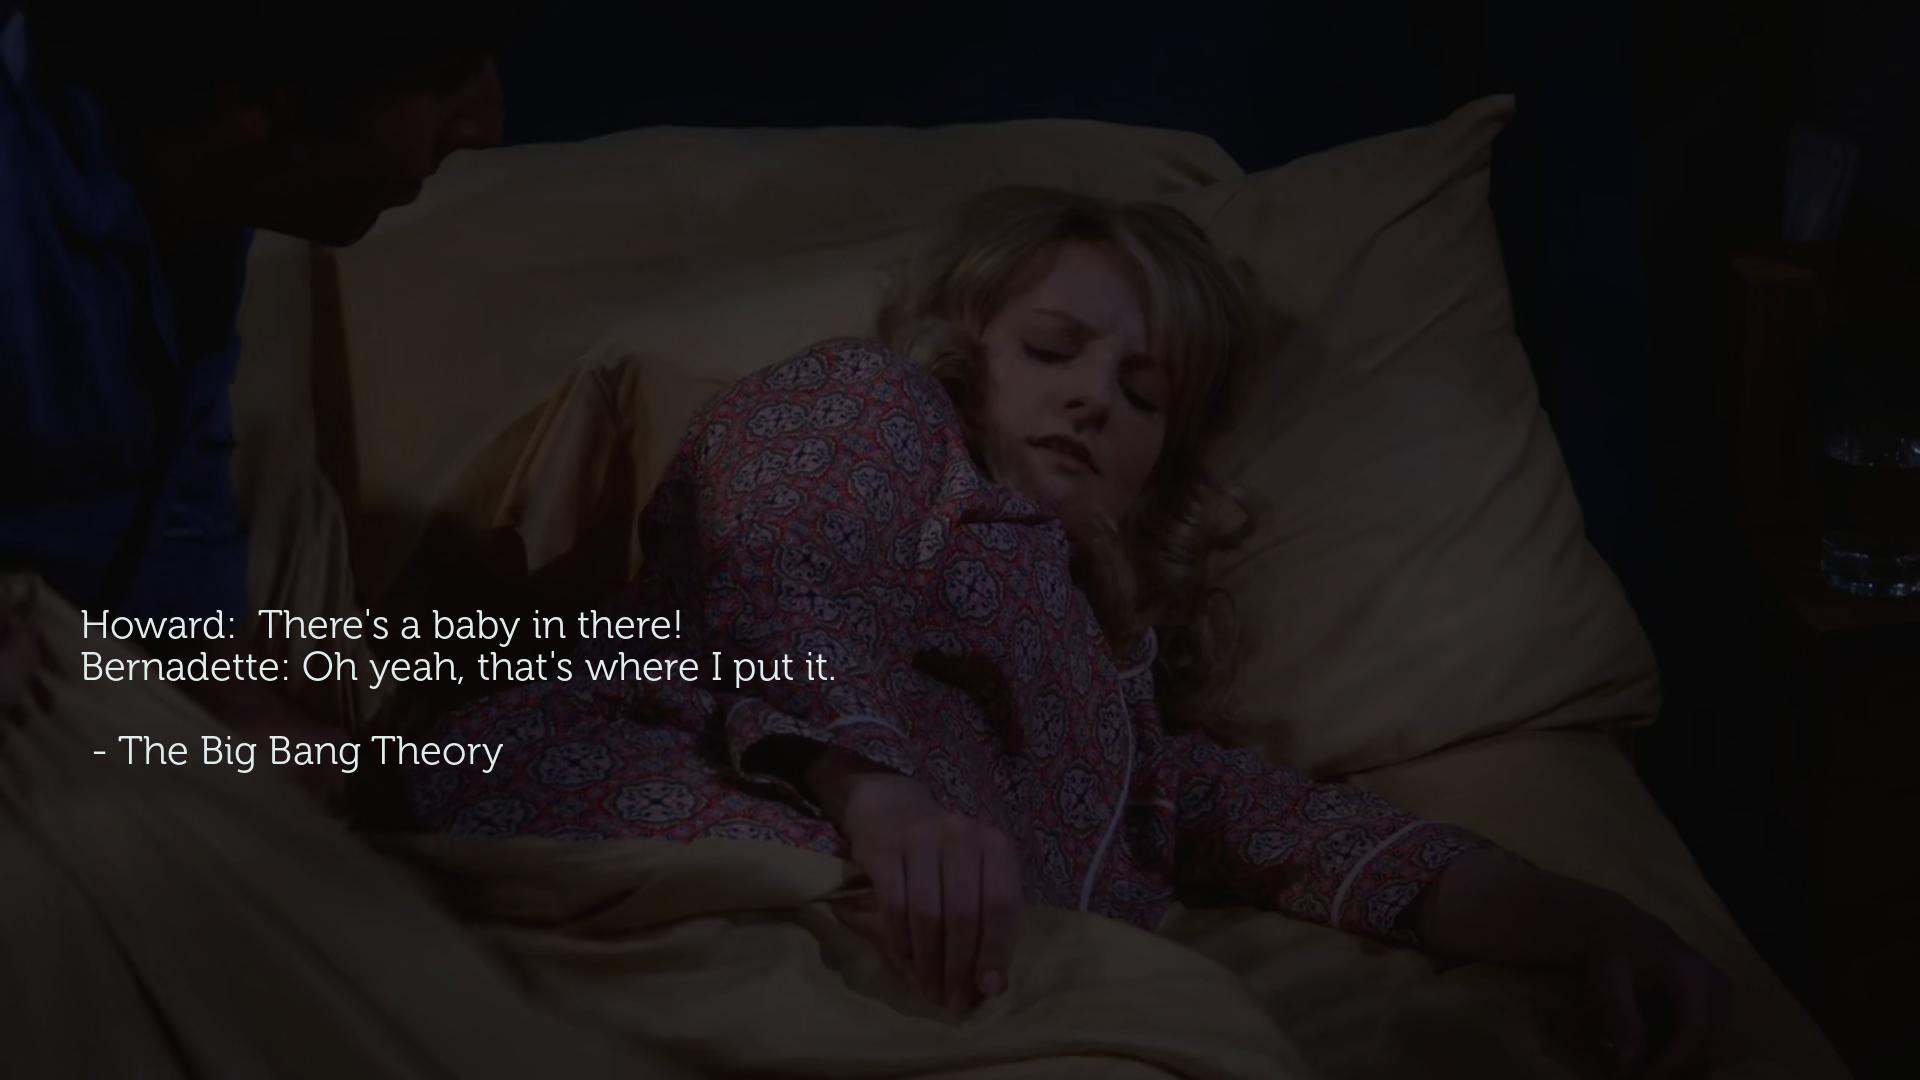 Howard:  There's a baby in there!
Bernadette: Oh yeah, that's where I put it.
- The Big Bang Theory